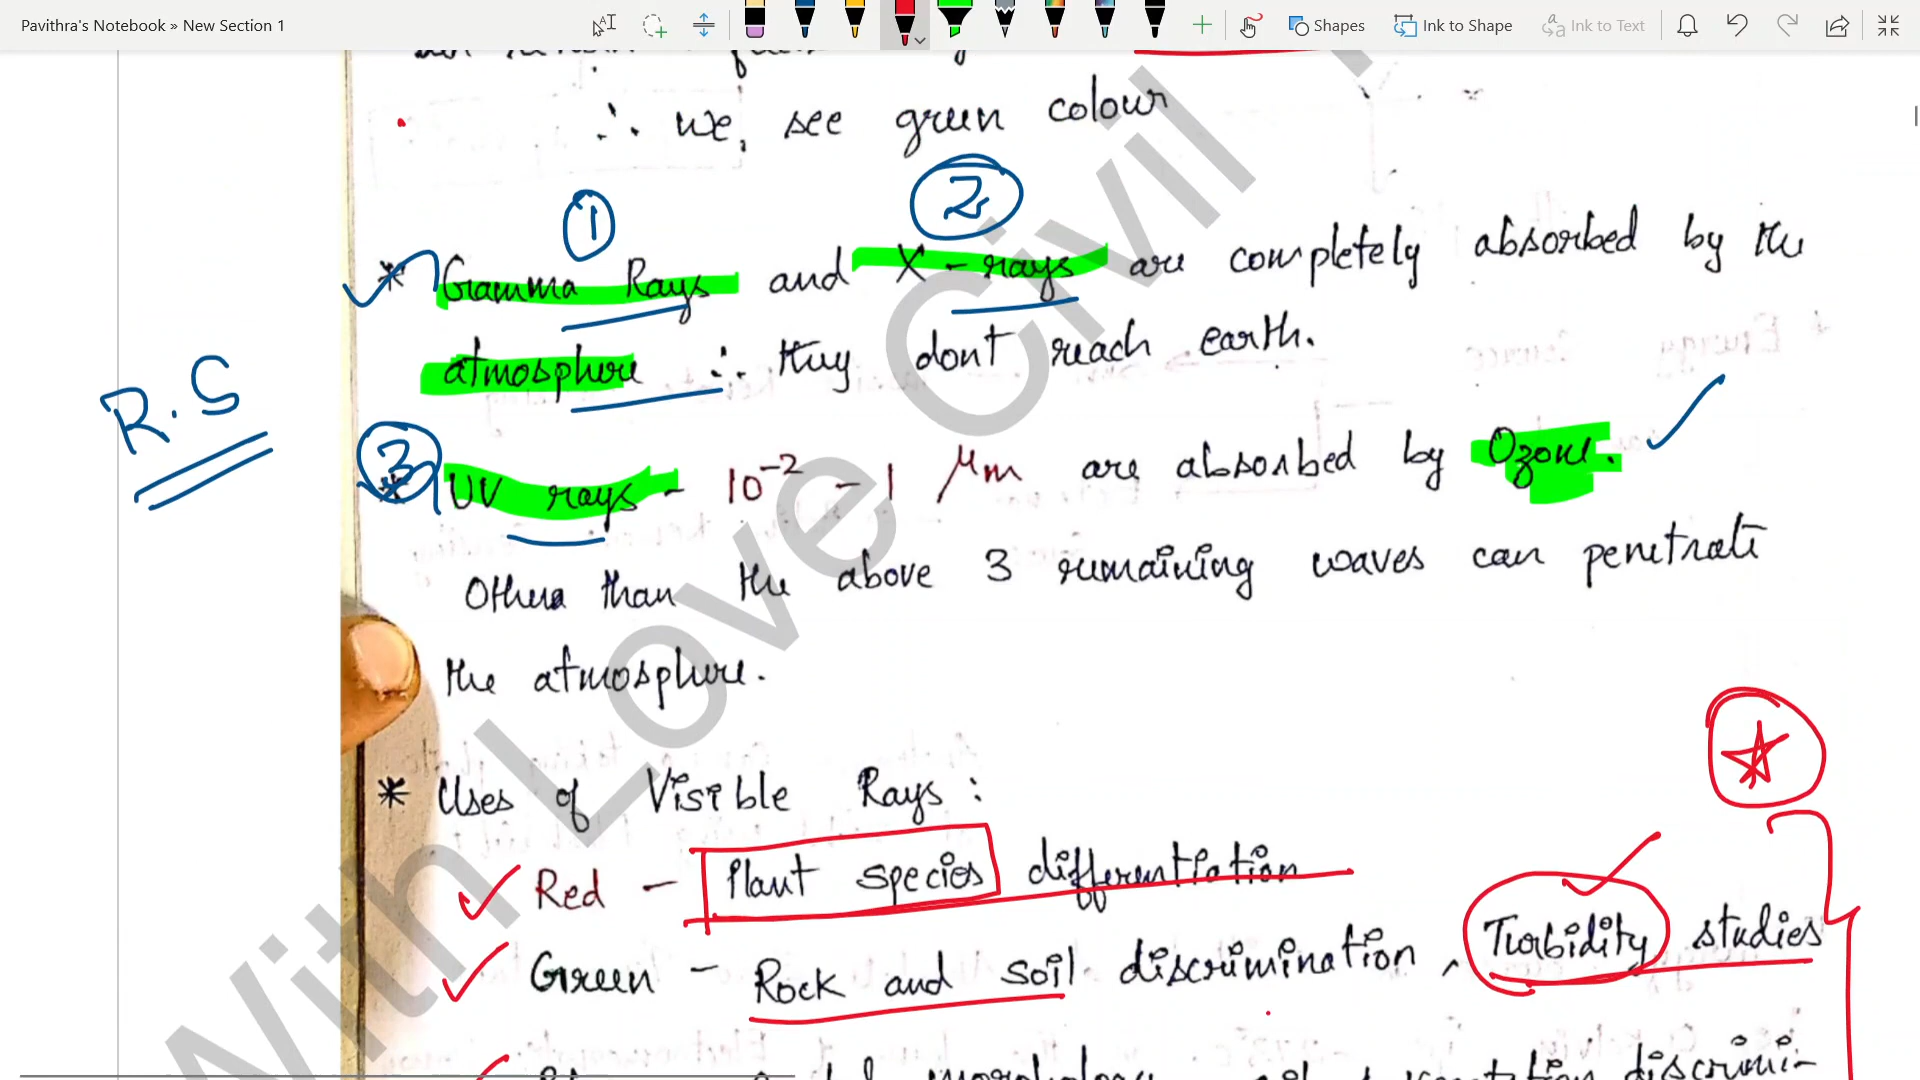 Pavithra's Notebook » New Section 1
Shapes
Ink to Shape
Ink to Text
∴ we, see green colour
1
2
* Gamma Rays and X-rays are completely absorbed by the
atmosphere ∴ they dont reach earth.
R.S
3
* UV rays - 10⁻² - 1 μm are absorbed by Ozone.
Other than the above 3 remaining waves can penetrate
the atmosphere.
* Uses of Visible Rays :
Red - Plant species differentiation
Green - Rock and soil discrimination, Turbidity studies
With Love Civil